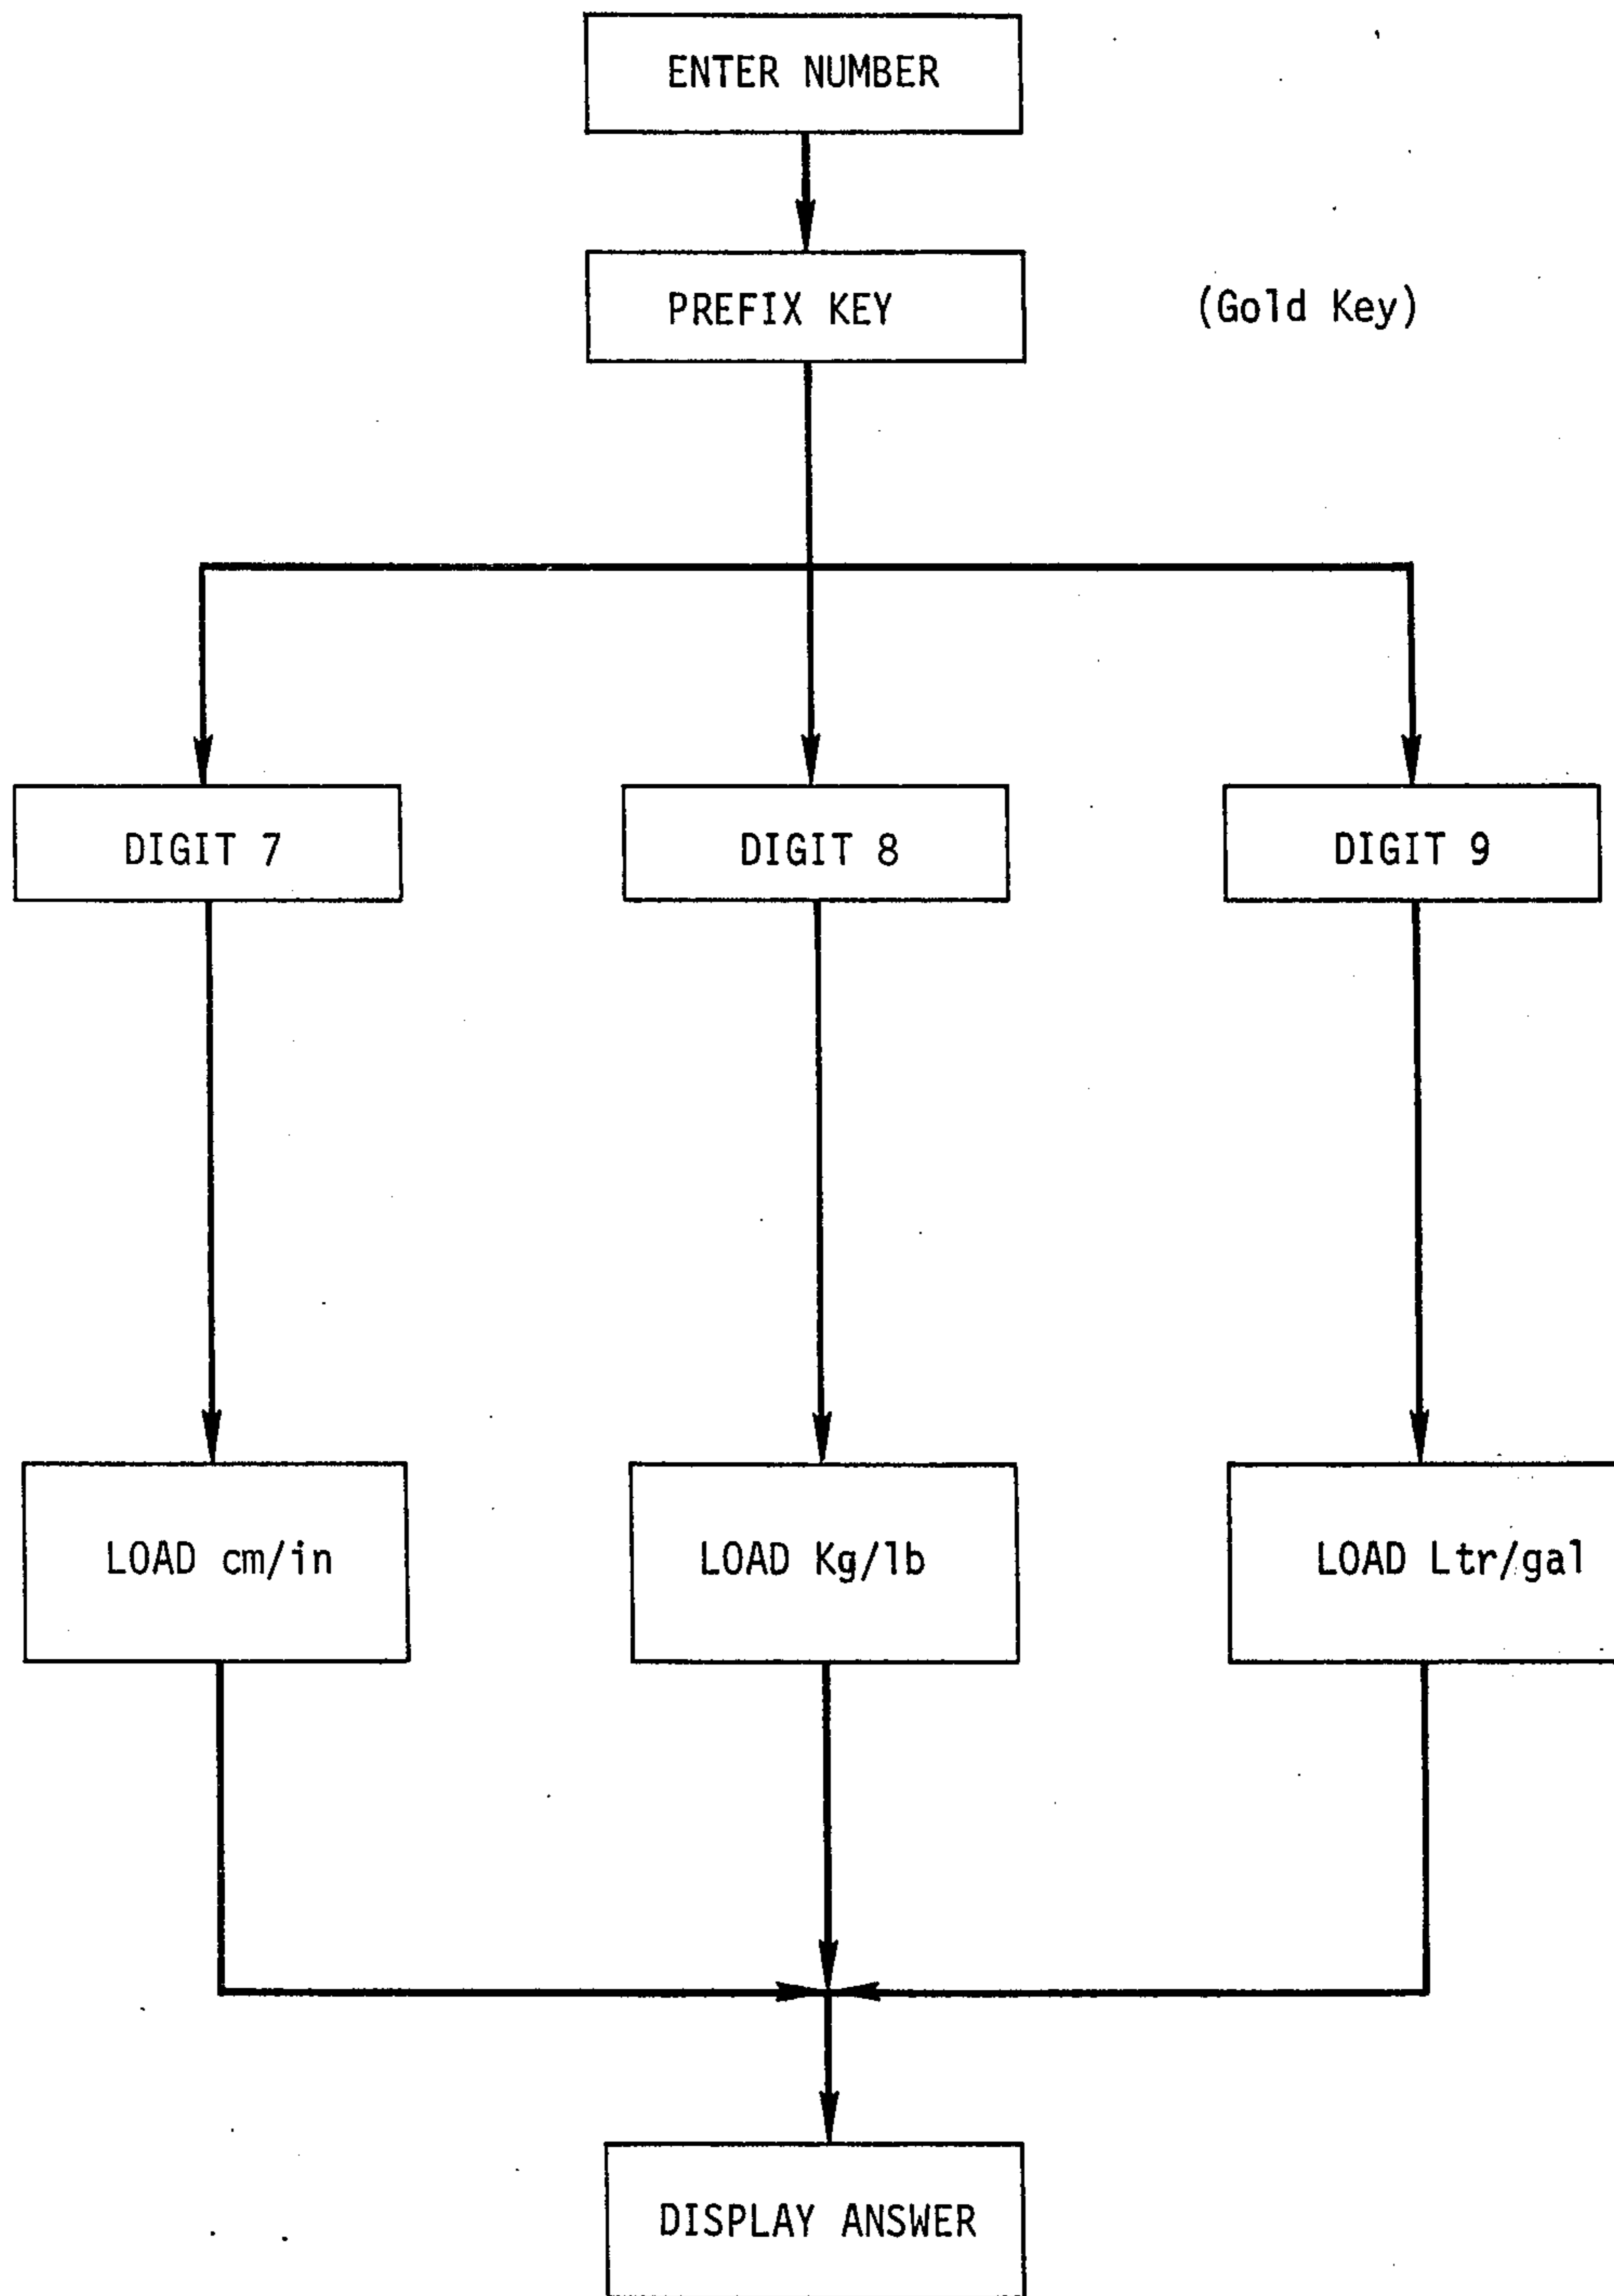 ENTER NUMBER
PREFIX KEY
(Gold Key)
DIGIT 7
DIGIT 8
DIGIT 9
LOAD cm/in
LOAD Kg/lb
LOAD Ltr/gal
DISPLAY ANSWER